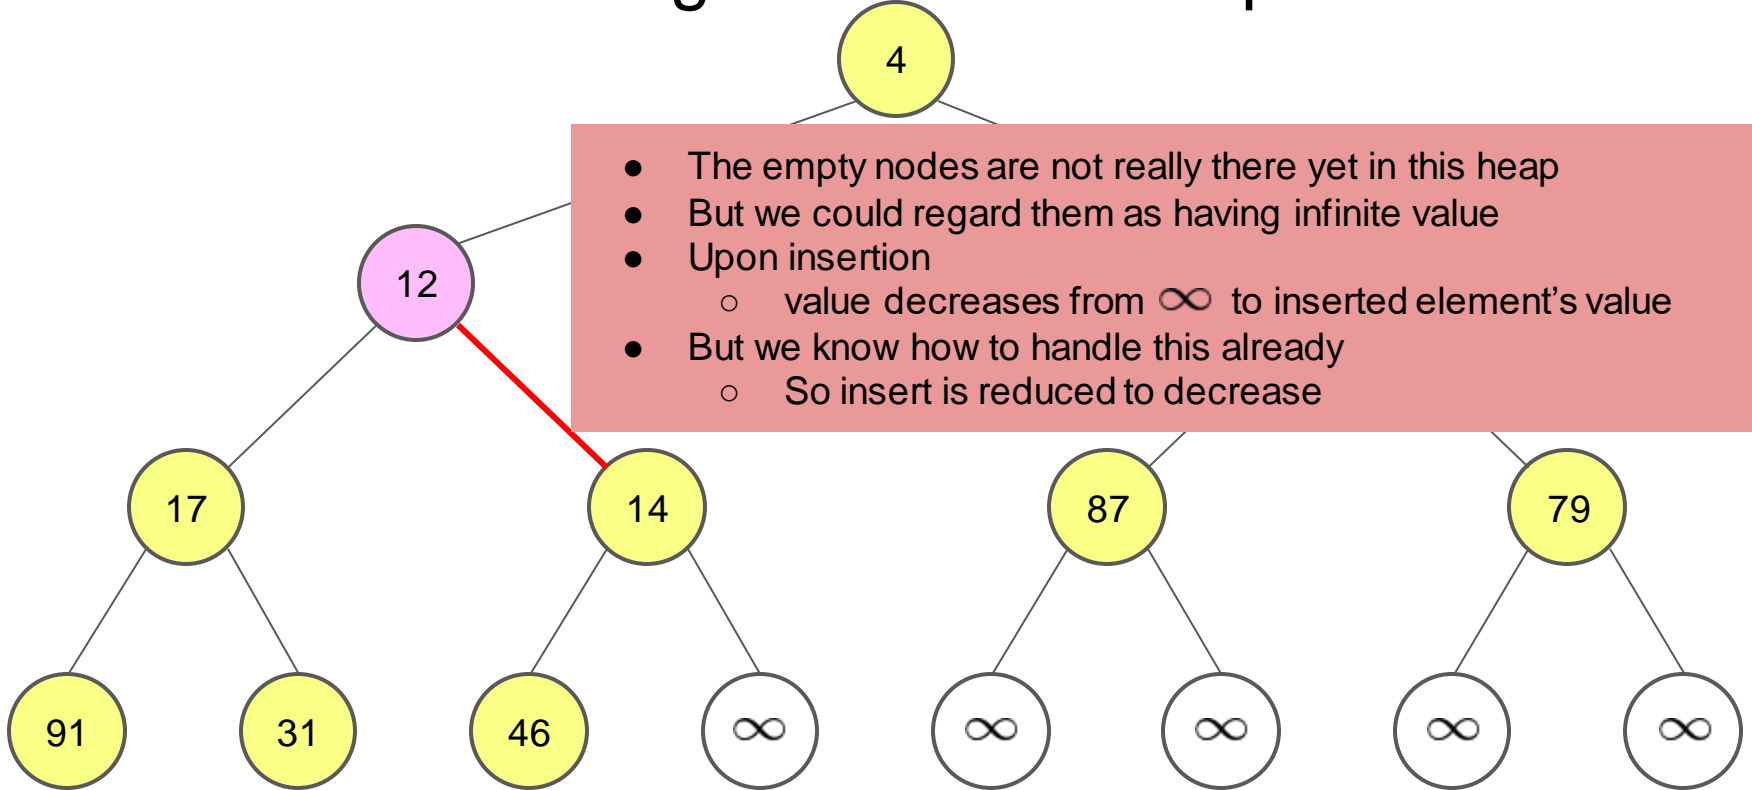 4
● The empty nodes are not really there yet in this heap
● But we could regard them as having infinite value
● Upon insertion
○ value decreases from ∞ to inserted element's value
● But we know how to handle this already
○ So insert is reduced to decrease
12
17
14
87
79
91
31
46
∞
∞
∞
∞
∞